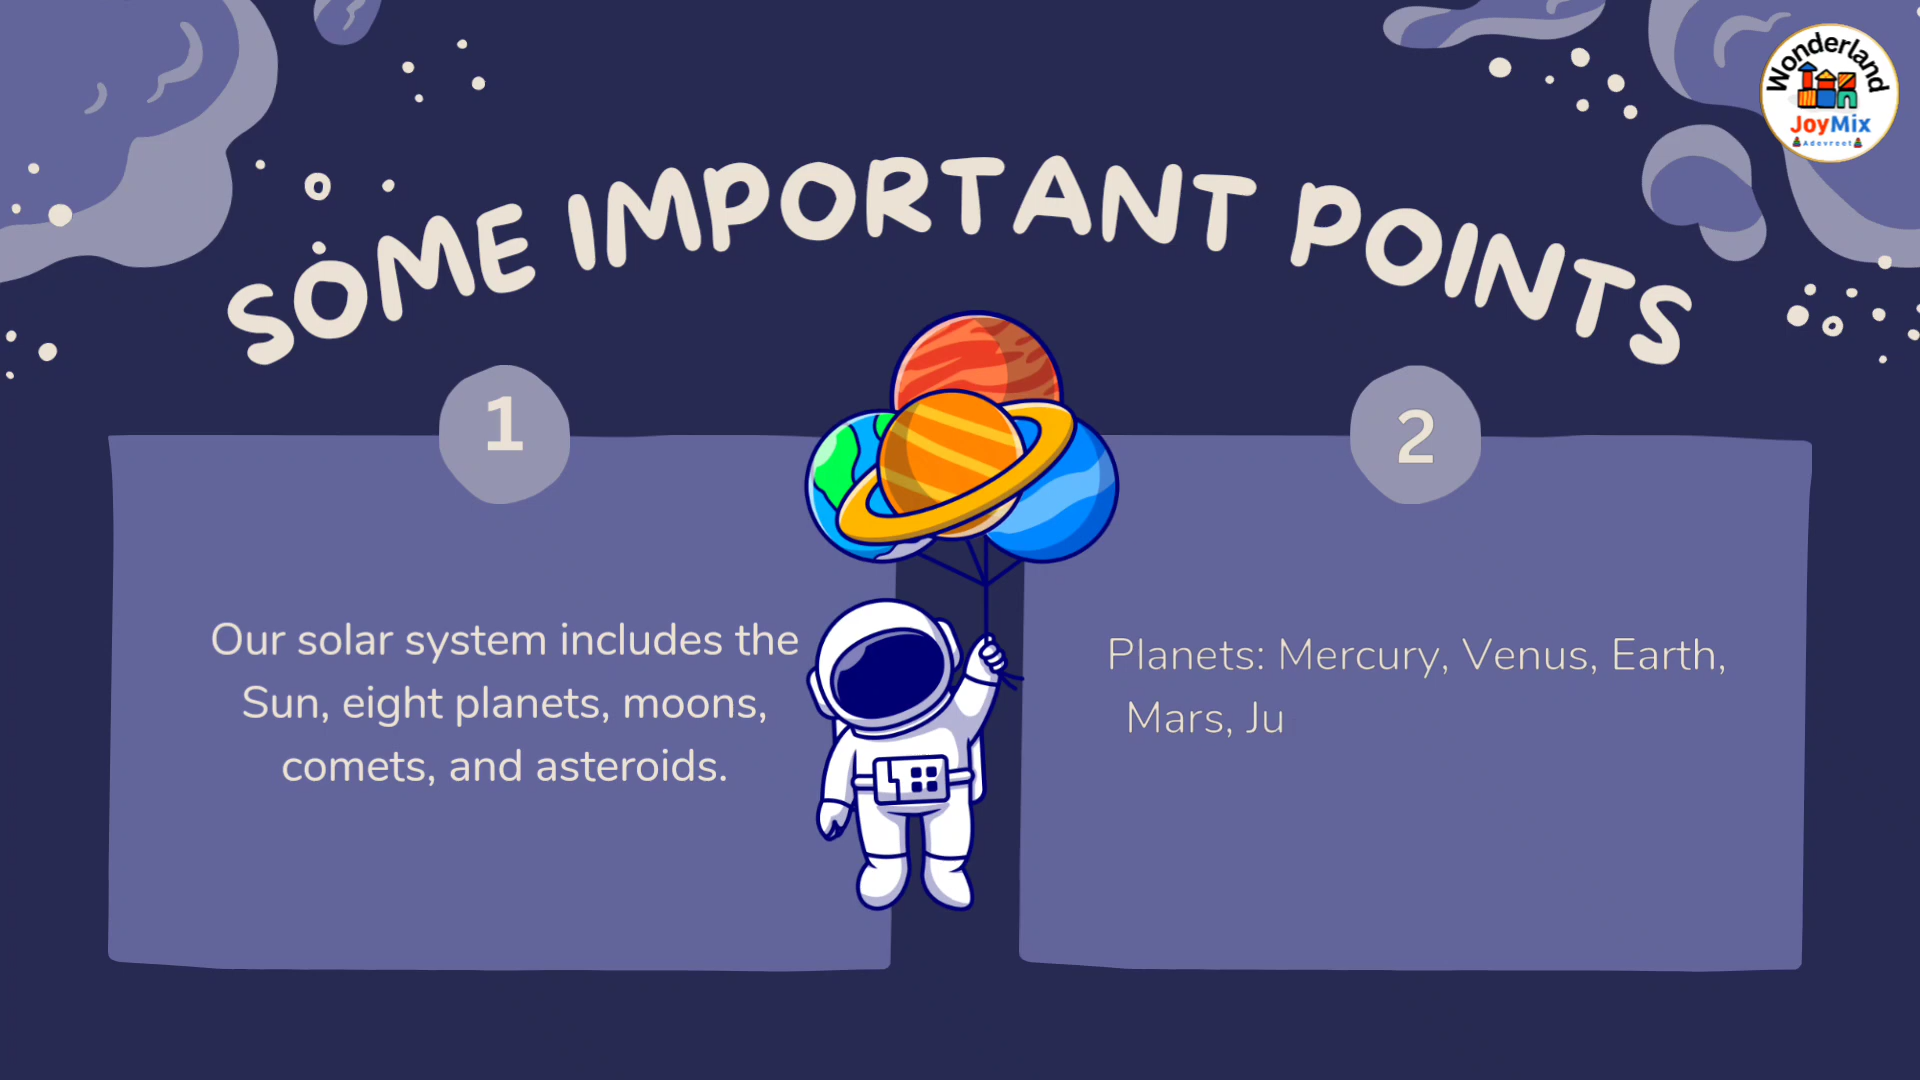 Wonderland
JoyMix
Adevreet
SOME IMPORTANT POINTS
1
Our solar system includes the
Sun, eight planets, moons,
comets, and asteroids.
2
Planets: Mercury, Venus, Earth,
Mars, Ju